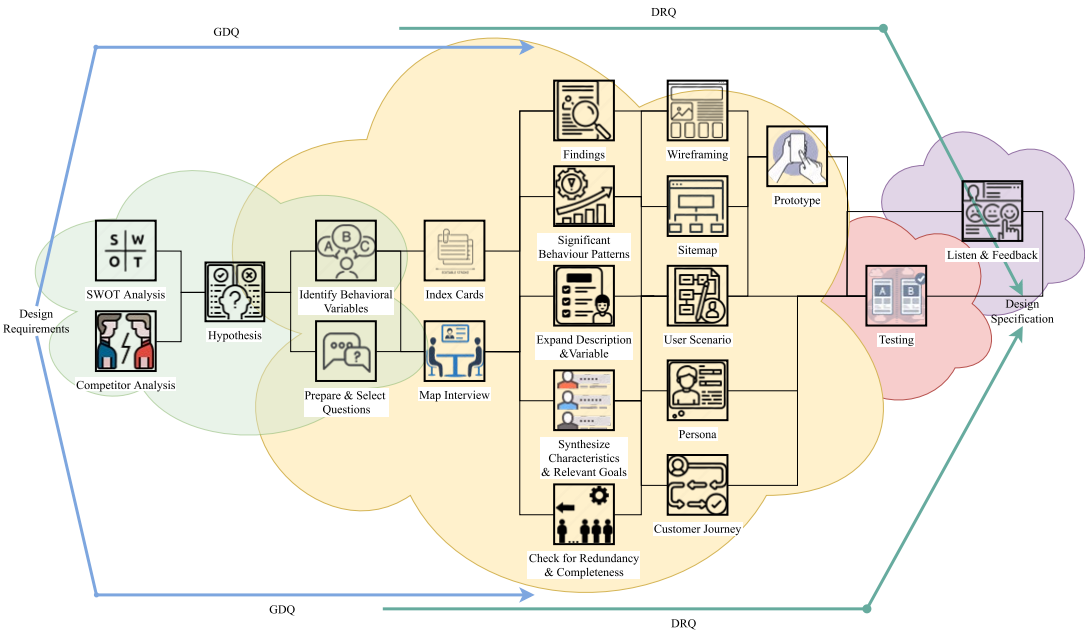 DRQ
GDQ
Findings
Wireframing
Prototype
S W
O T
SWOT Analysis
A B C
Identify Behavioral
Variables
Index Cards
Significant
Behaviour Patterns
Sitemap
Listen & Feedback
Design
Requirements
Hypothesis
Expand Description
&Variable
User Scenario
A B
Testing
Design
Specification
Competitor Analysis
Prepare & Select
Questions
Map Interview
Synthesize
Characteristics
& Relevant Goals
Persona
Customer Journey
Check for Redundancy
& Completeness
GDQ
DRQ